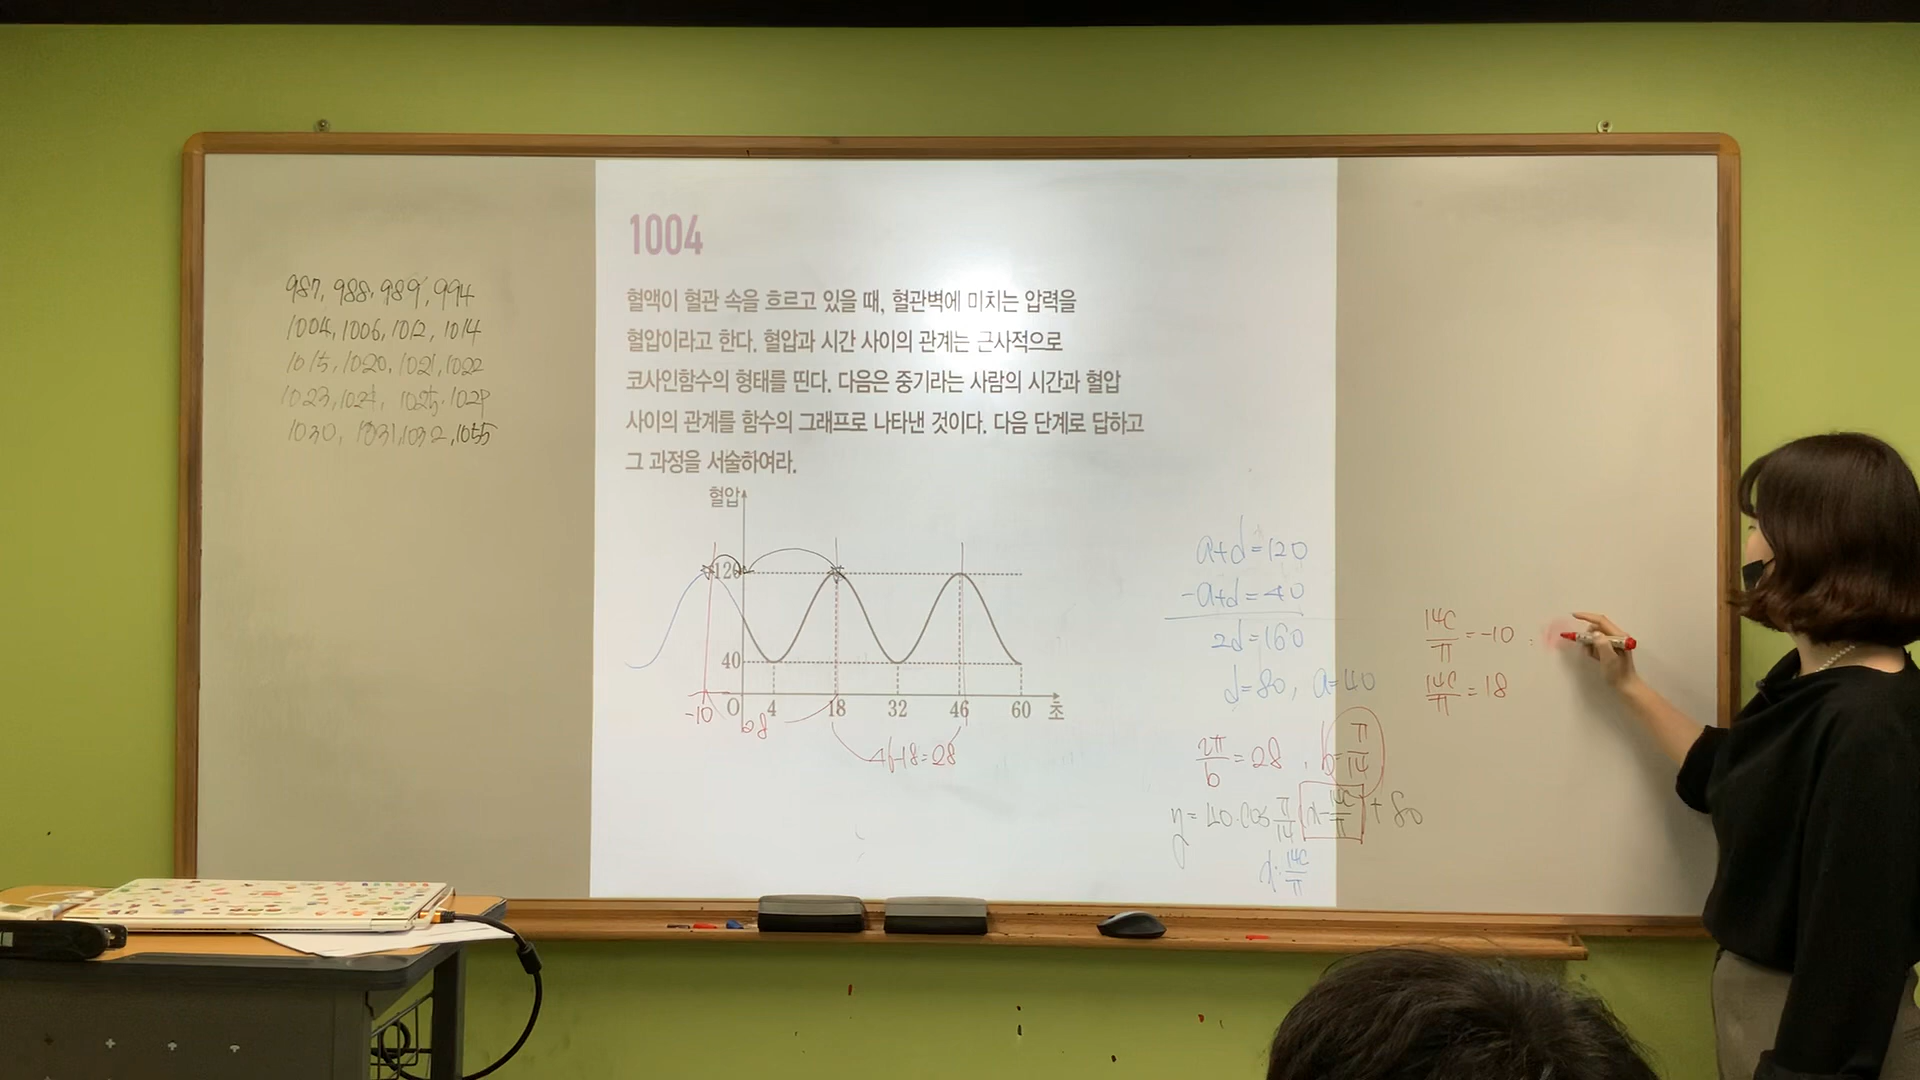 987, 988, 989, 994
1004, 1006, 1012, 1014
1015, 1020, 1021, 1022
1023, 1024, 1025, 1029
1030, 1031, 1032, 1055
1004
혈액이 혈관 속을 흐르고 있을 때, 혈관벽에 미치는 압력을
혈압이라고 한다. 혈압과 시간 사이의 관계는 근사적으로
코사인함수의 형태를 띤다. 다음은 중기라는 사람의 시간과 혈압
사이의 관계를 함수의 그래프로 나타낸 것이다. 다음 단계로 답하고
그 과정을 서술하여라.
혈압
120
40
-10 O 4 18 32 46 60 초
28
46-18=28
a+d=120
-a+d=40
2d=160
d=80, a=40
2π/b=28, b=π/14
y=40·cos π/14(x-14C/π)+80
x=14C/π
14C/π=-10
14C/π=18